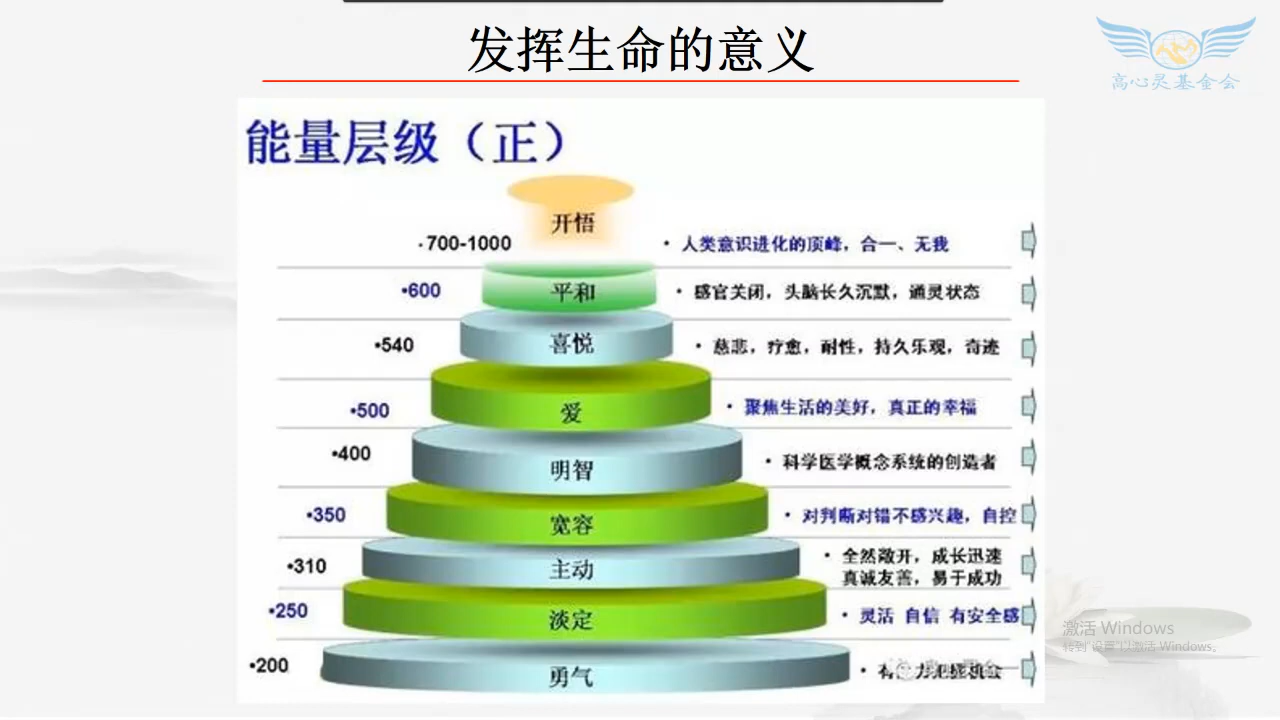 发挥生命的意义
高心灵基金会
能量层级（正）
·700-1000 开悟 • 人类意识进化的顶峰，合一、无我
•600 平和 • 感官关闭，头脑长久沉默，通灵状态
•540 喜悦 • 慈悲，疗愈，耐性，持久乐观，奇迹
•500 爱 • 聚焦生活的美好，真正的幸福
•400 明智 • 科学医学概念系统的创造者
•350 宽容 • 对判断对错不感兴趣，自控
•310 主动 • 全然敞开，成长迅速
真诚友善，易于成功
•250 淡定 • 灵活 自信 有安全感
•200 勇气 • 有能力把握机会
激活 Windows
转到"设置"以激活 Windows。